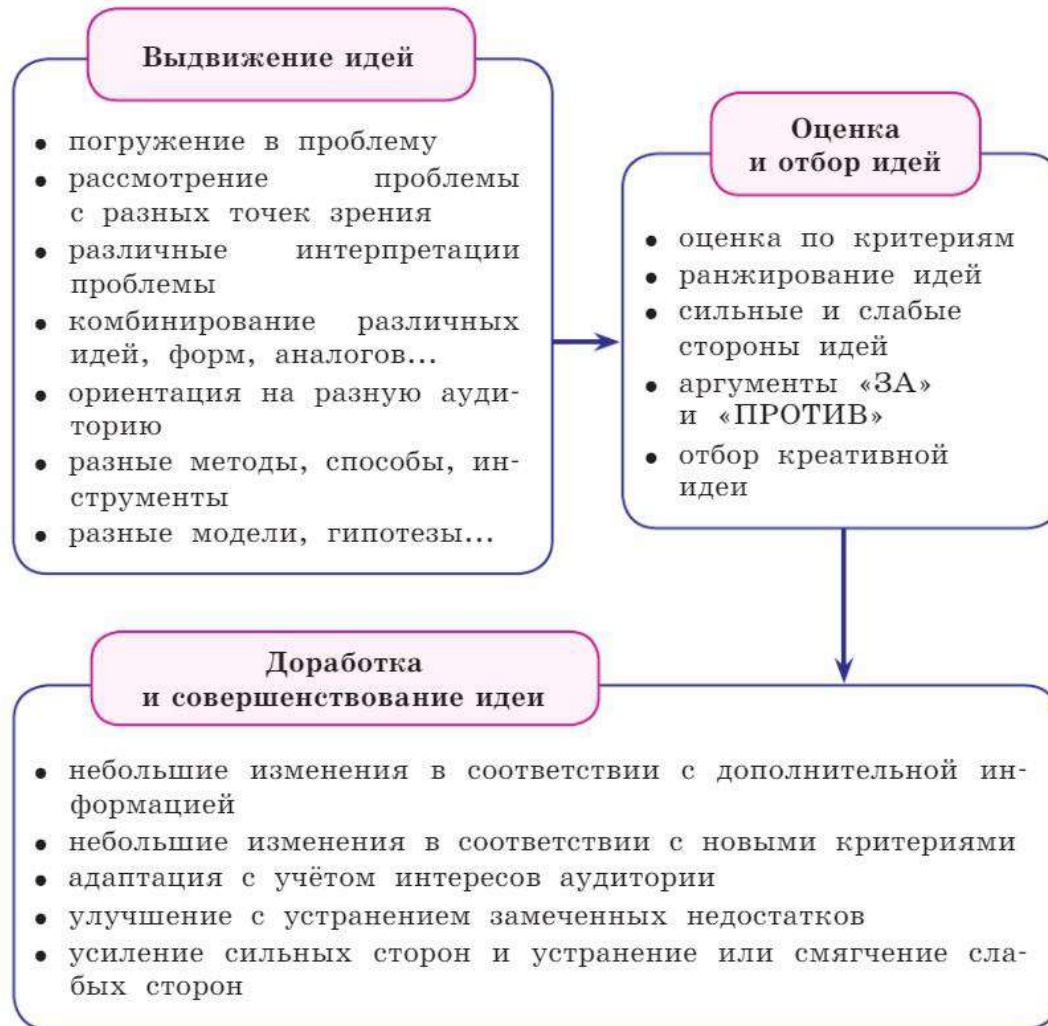 Выдвижение идей
• погружение в проблему
• рассмотрение проблемы
с разных точек зрения
• различные интерпретации
проблемы
• комбинирование различных
идей, форм, аналогов...
• ориентация на разную ауди-
торию
• разные методы, способы, ин-
струменты
• разные модели, гипотезы...
Оценка
и отбор идей
• оценка по критериям
• ранжирование идей
• сильные и слабые
стороны идей
• аргументы «ЗА»
и «ПРОТИВ»
• отбор креативной
идеи
Доработка
и совершенствование идеи
• небольшие изменения в соответствии с дополнительной ин-
формацией
• небольшие изменения в соответствии с новыми критериями
• адаптация с учётом интересов аудитории
• улучшение с устранением замеченных недостатков
• усиление сильных сторон и устранение или смягчение сла-
бых сторон